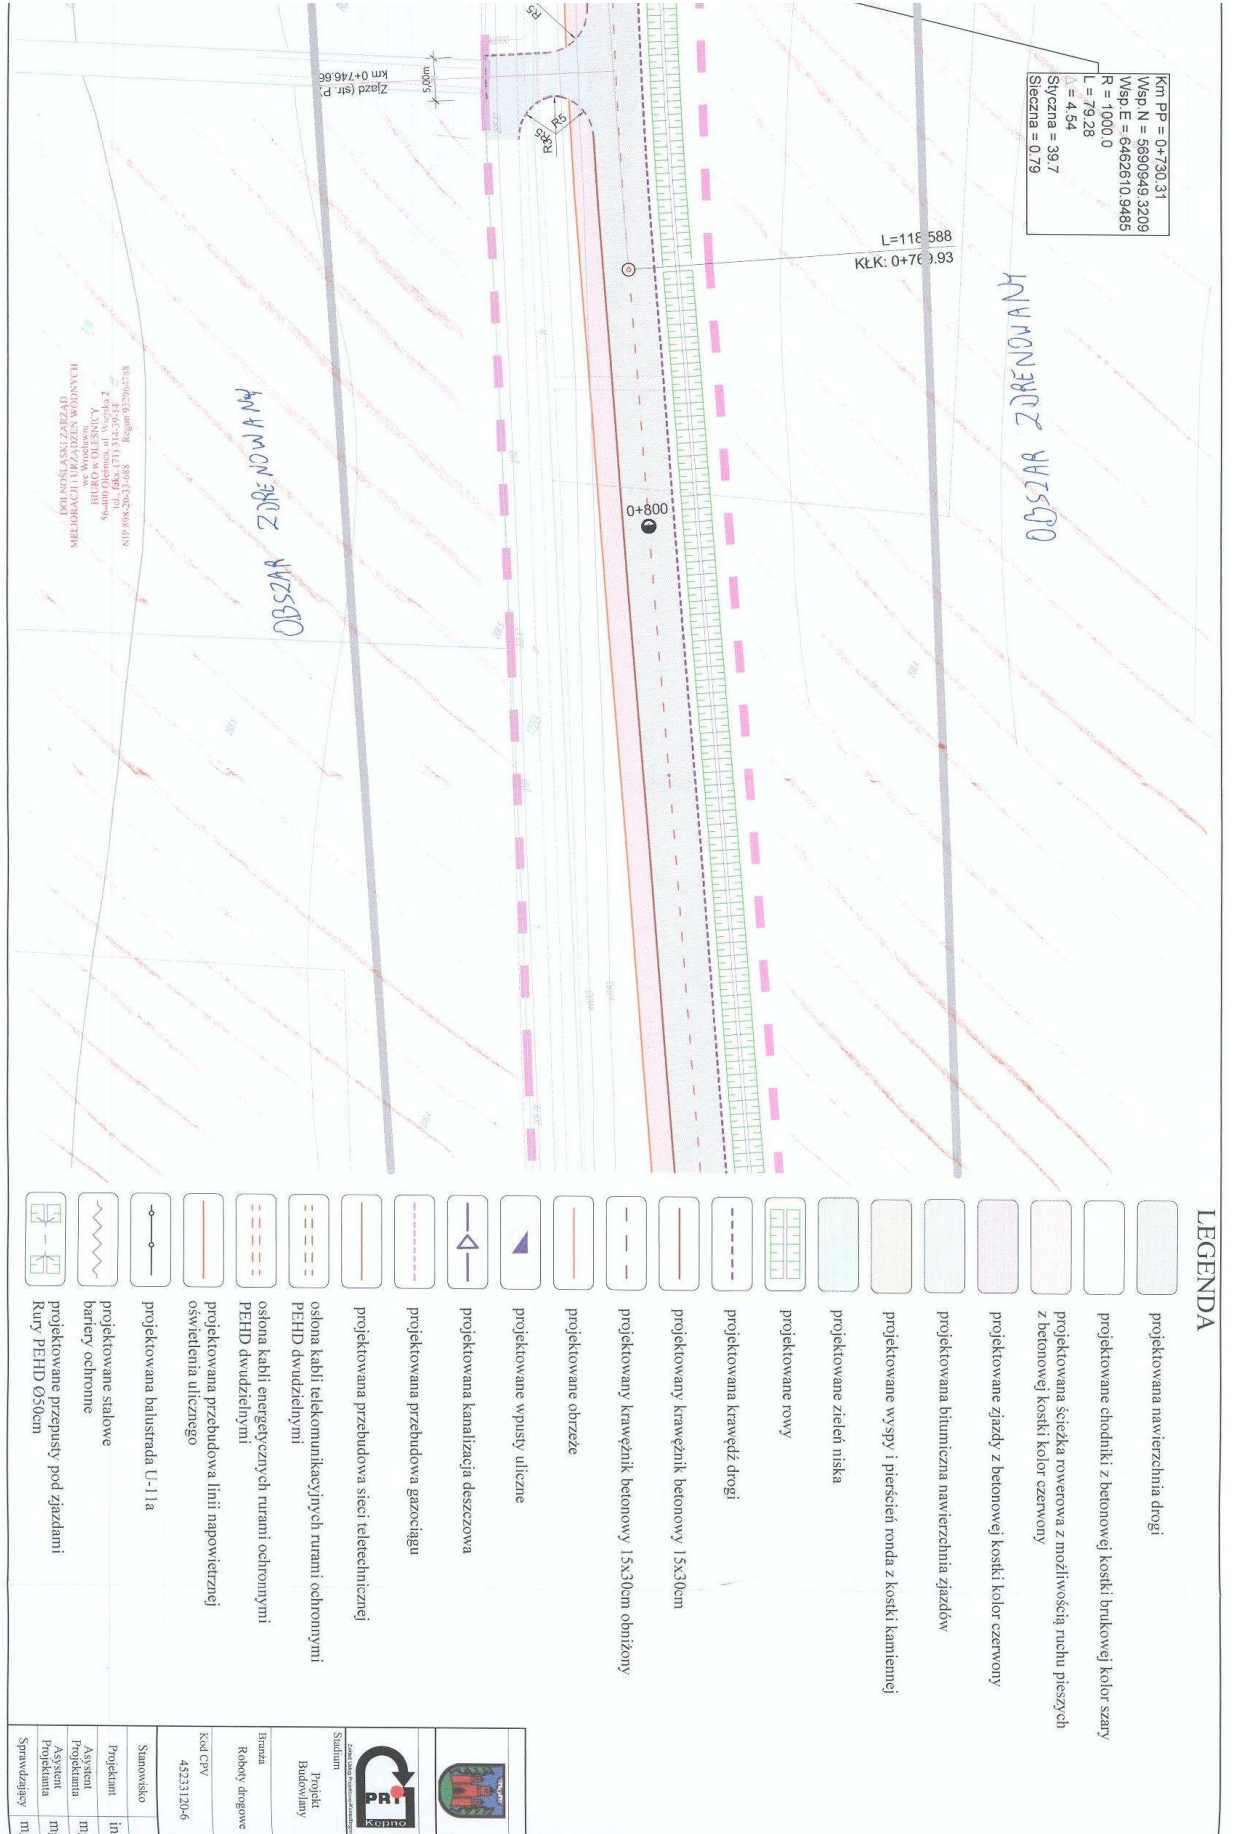 Km PP = 0+730.31
Wsp.N = 5690949.3209
Wsp.E = 6462610.9485
R = 1000.0
L = 79.28
△ = 4.54
Styczna = 39.7
Sieczna = 0.79
L=118.588
KŁK: 0+769.93
OBSZAR ZDRENOWANY
R5
R5
5,00m
Zjazd (str. P)
km 0+746.66
0+800
OBSZAR ZDRENOWANY
DOLNOŚLĄSKI ZARZĄD
MELIORACJI I URZĄDZEŃ WODNYCH
we Wrocławiu
BIURO w OLEŚNICY
LEGENDA
projektowana nawierzchnia drogi
projektowane chodniki z betonowej kostki brukowej kolor szary
projektowana ścieżka rowerowa z możliwością ruchu pieszych
z betonowej kostki kolor czerwony
projektowane zjazdy z betonowej kostki kolor czerwony
projektowana bitumiczna nawierzchnia zjazdów
projektowane wyspy i pierścień ronda z kostki kamiennej
projektowane zieleń niska
projektowane rowy
projektowana krawędź drogi
projektowany krawężnik betonowy 15x30cm
projektowany krawężnik betonowy 15x30cm obniżony
projektowane obrzeże
projektowane wpusty uliczne
projektowana kanalizacja deszczowa
projektowana przebudowa gazociągu
projektowana przebudowa sieci teletechnicznej
osłona kabli telekomunikacyjnych rurami ochronnymi
PEHD dwudzielnymi
osłona kabli energetycznych rurami ochronnymi
PEHD dwudzielnymi
projektowana przebudowa linii napowietrznej
oświetlenia ulicznego
projektowana balustrada U-11a
projektowane stalowe
bariery ochronne
projektowane przepusty pod zjazdami
Rury PEHD Ø50cm
PRI
Kępno
Stadium
Projekt
Budowlany
Branża
Roboty drogowe
Kod CPV
45233120-6
Stanowisko
Projektant
Asystent
Projektanta
Asystent
Projektanta
Sprawdzający